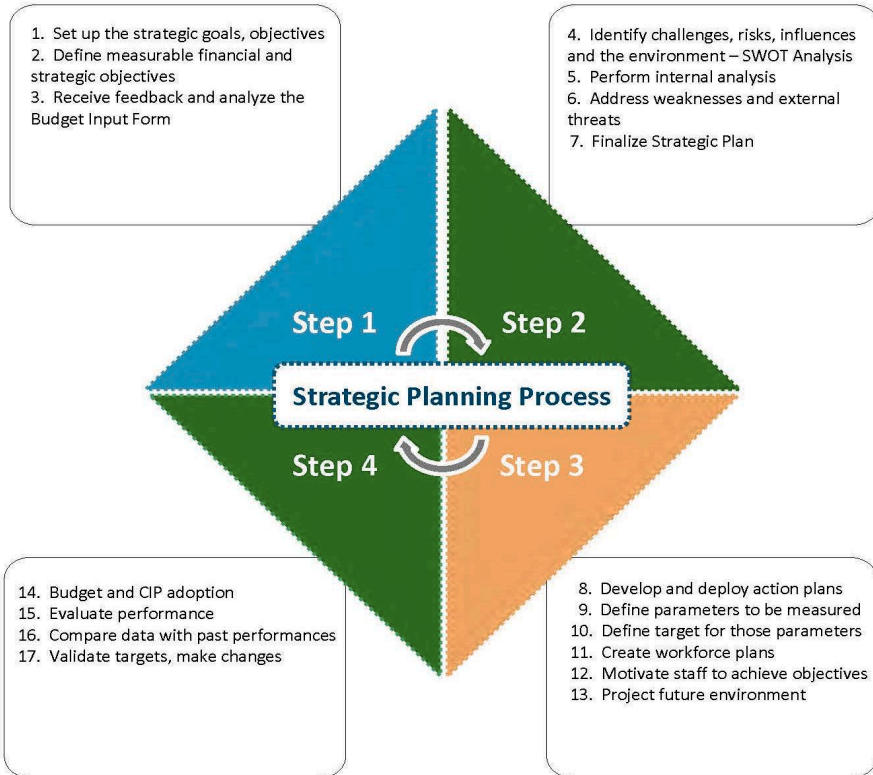 1. Set up the strategic goals, objectives
2. Define measurable financial and
strategic objectives
3. Receive feedback and analyze the
Budget Input Form
4. Identify challenges, risks, influences
and the environment – SWOT Analysis
5. Perform internal analysis
6. Address weaknesses and external
threats
7. Finalize Strategic Plan
Step 1
Step 2
Strategic Planning Process
Step 4
Step 3
14. Budget and CIP adoption
15. Evaluate performance
16. Compare data with past performances
17. Validate targets, make changes
8. Develop and deploy action plans
9. Define parameters to be measured
10. Define target for those parameters
11. Create workforce plans
12. Motivate staff to achieve objectives
13. Project future environment